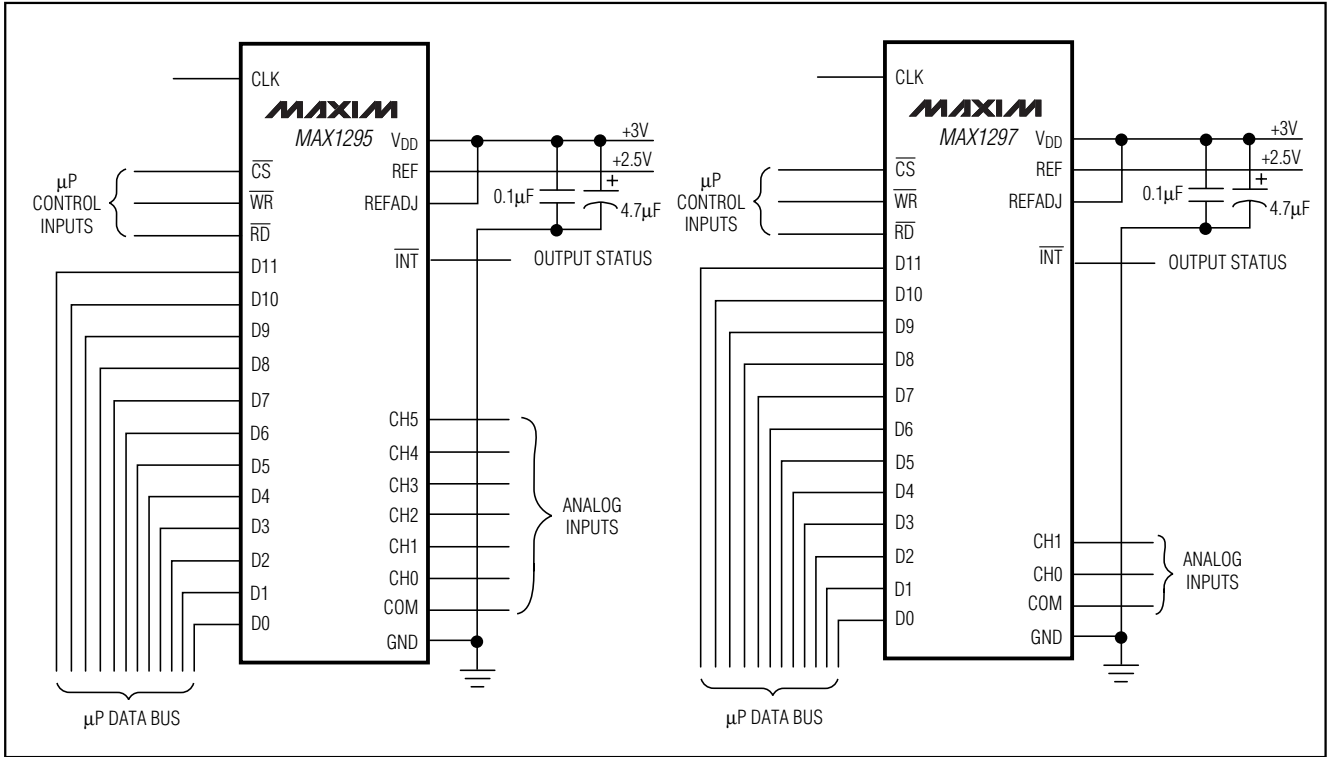 CLK
MAXIM
MAX1295
VDD
+3V
REF
+2.5V
REFADJ
0.1µF
+
4.7µF
µP
CONTROL
INPUTS
CS
WR
RD
INT
OUTPUT STATUS
D11
D10
D9
D8
D7
D6
D5
D4
D3
D2
D1
D0
CH5
CH4
CH3
CH2
CH1
CH0
COM
GND
ANALOG
INPUTS
µP DATA BUS
CLK
MAXIM
MAX1297
VDD
+3V
REF
+2.5V
REFADJ
0.1µF
+
4.7µF
µP
CONTROL
INPUTS
CS
WR
RD
INT
OUTPUT STATUS
D11
D10
D9
D8
D7
D6
D5
D4
D3
D2
D1
D0
CH1
CH0
COM
GND
ANALOG
INPUTS
µP DATA BUS